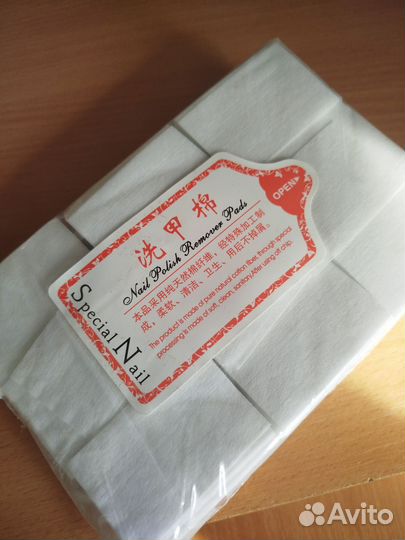 洗甲棉
Nail Polish Remover Pads
本品采用纯天然棉纤维，经特殊加工制
成，柔软、清洁、卫生、用后不掉屑。
The product is made of pure natural cotton fiber, through special
processing is made of soft, clean, sanitary, After using off chip.
Special Nail
OPEN
Avito